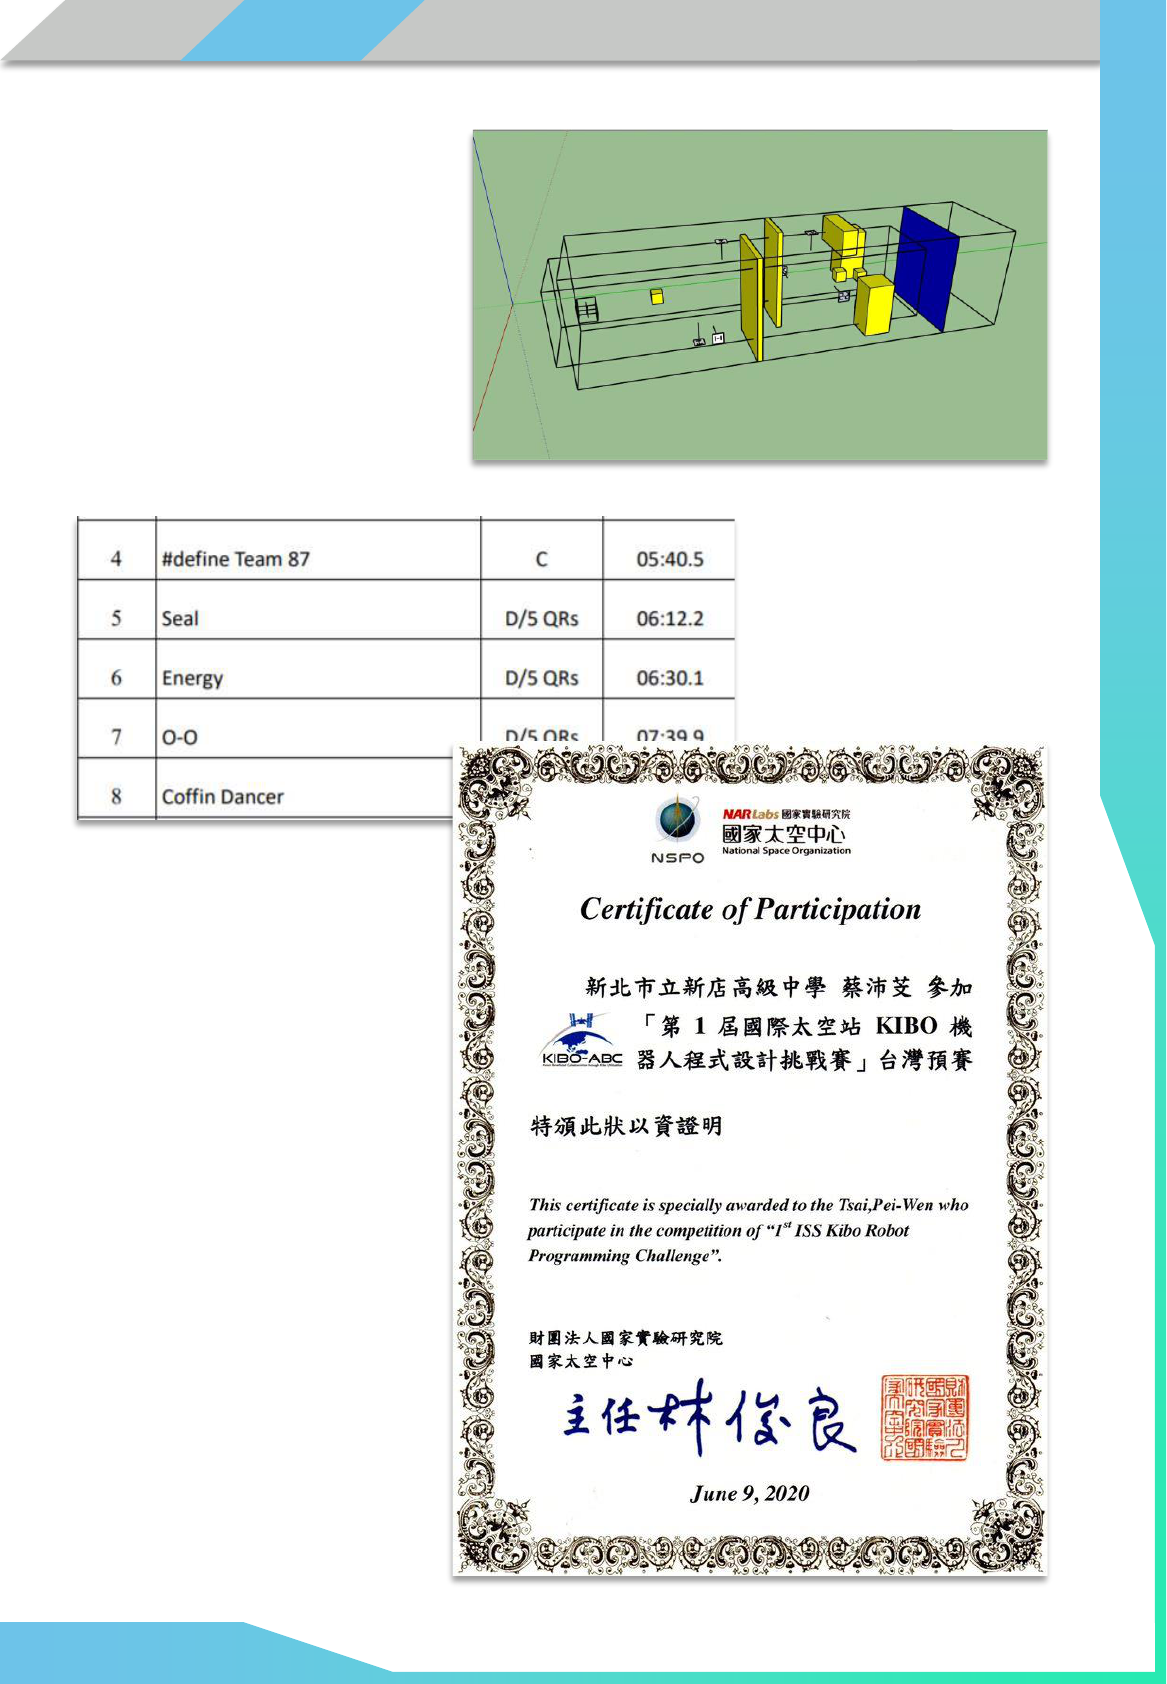 4 #define Team 87 C 05:40.5
5 Seal D/5 QRs 06:12.2
6 Energy D/5 QRs 06:30.1
7 O-O D/5 QRs 07:39.9
8 Coffin Dancer
NSPO
NARLabs 國家實驗研究院
國家太空中心
National Space Organization
Certificate of Participation
新北市立新店高級中學 蔡沛芠 參加
「第 1 屆國際太空站 KIBO 機
器人程式設計挑戰賽」台灣預賽
KIBO-ABC
特頒此狀以資證明
This certificate is specially awarded to the Tsai,Pei-Wen who
participate in the competition of “1st ISS Kibo Robot
Programming Challenge”.
財團法人國家實驗研究院
國家太空中心
主任 林俊良
June 9, 2020